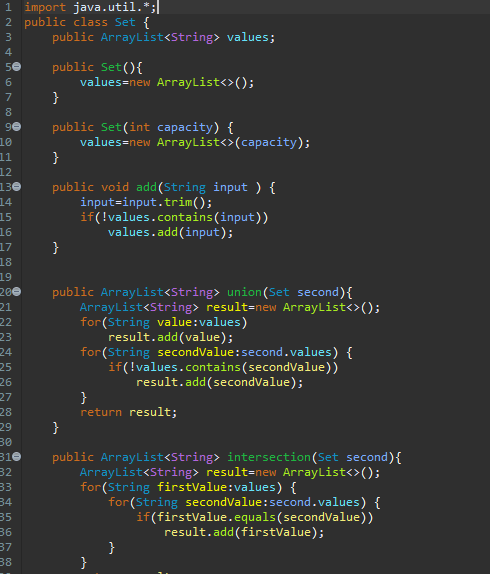 1 import java.util.*;
2 public class Set {
3 public ArrayList<String> values;
4
5 public Set(){
6 values=new ArrayList<>();
7 }
8
9 public Set(int capacity) {
10 values=new ArrayList<>(capacity);
11 }
12
13 public void add(String input ) {
14 input=input.trim();
15 if(!values.contains(input))
16 values.add(input);
17 }
18
19
20 public ArrayList<String> union(Set second){
21 ArrayList<String> result=new ArrayList<>();
22 for(String value:values)
23 result.add(value);
24 for(String secondValue:second.values) {
25 if(!values.contains(secondValue))
26 result.add(secondValue);
27 }
28 return result;
29 }
30
31 public ArrayList<String> intersection(Set second){
32 ArrayList<String> result=new ArrayList<>();
33 for(String firstValue:values) {
34 for(String secondValue:second.values) {
35 if(firstValue.equals(secondValue))
36 result.add(firstValue);
37 }
38 }